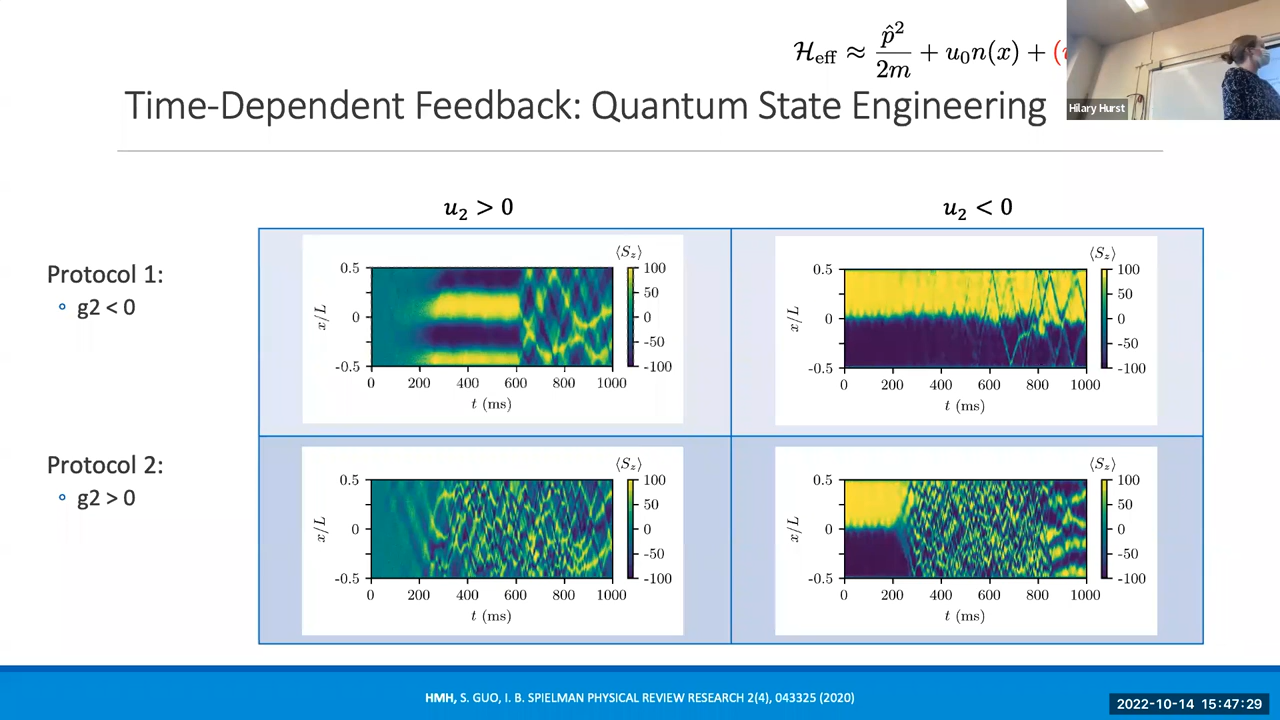 ℋeff ≈ p̂²/2m + u₀n(x) + (
Hilary Hurst
Time-Dependent Feedback: Quantum State Engineering
u₂ > 0
u₂ < 0
Protocol 1:
◦ g2 < 0
⟨Sz⟩
0.5
0
-0.5
x/L
100
50
0
-50
-100
0 200 400 600 800 1000
t (ms)
⟨Sz⟩
0.5
0
-0.5
x/L
100
50
0
-50
-100
0 200 400 600 800 1000
t (ms)
Protocol 2:
◦ g2 > 0
⟨Sz⟩
0.5
0
-0.5
x/L
100
50
0
-50
-100
0 200 400 600 800 1000
t (ms)
⟨Sz⟩
0.5
0
-0.5
x/L
100
50
0
-50
-100
0 200 400 600 800 1000
t (ms)
HMH, S. GUO, I. B. SPIELMAN PHYSICAL REVIEW RESEARCH 2(4), 043325 (2020)
2022-10-14 15:47:29